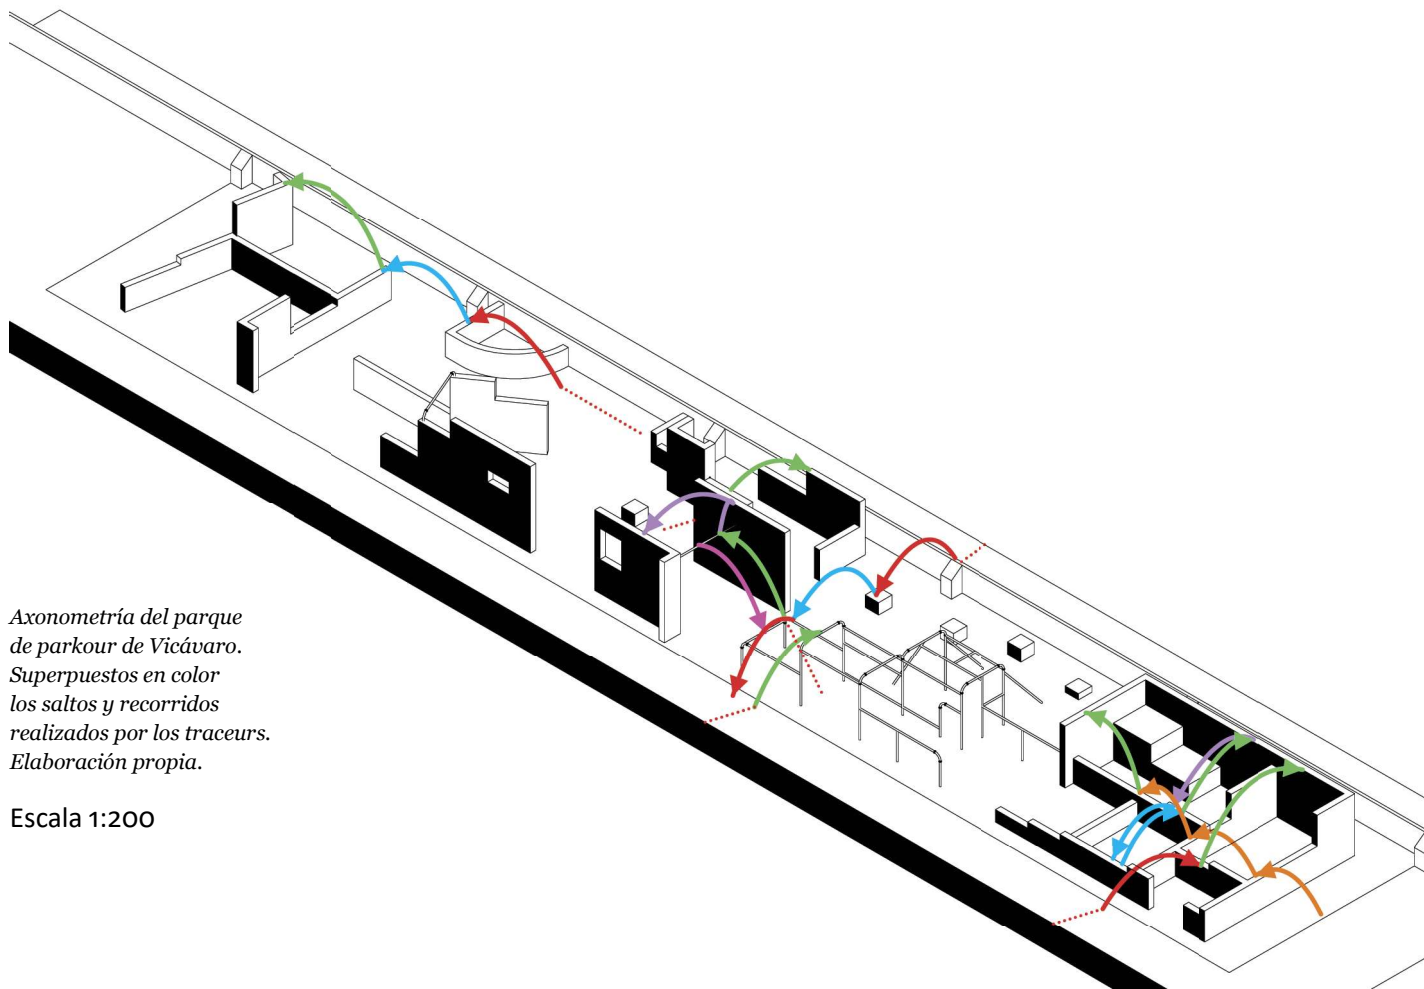 Axonometría del parque
de parkour de Vicávaro.
Superpuestos en color
los saltos y recorridos
realizados por los traceurs.
Elaboración propia.
Escala 1:200